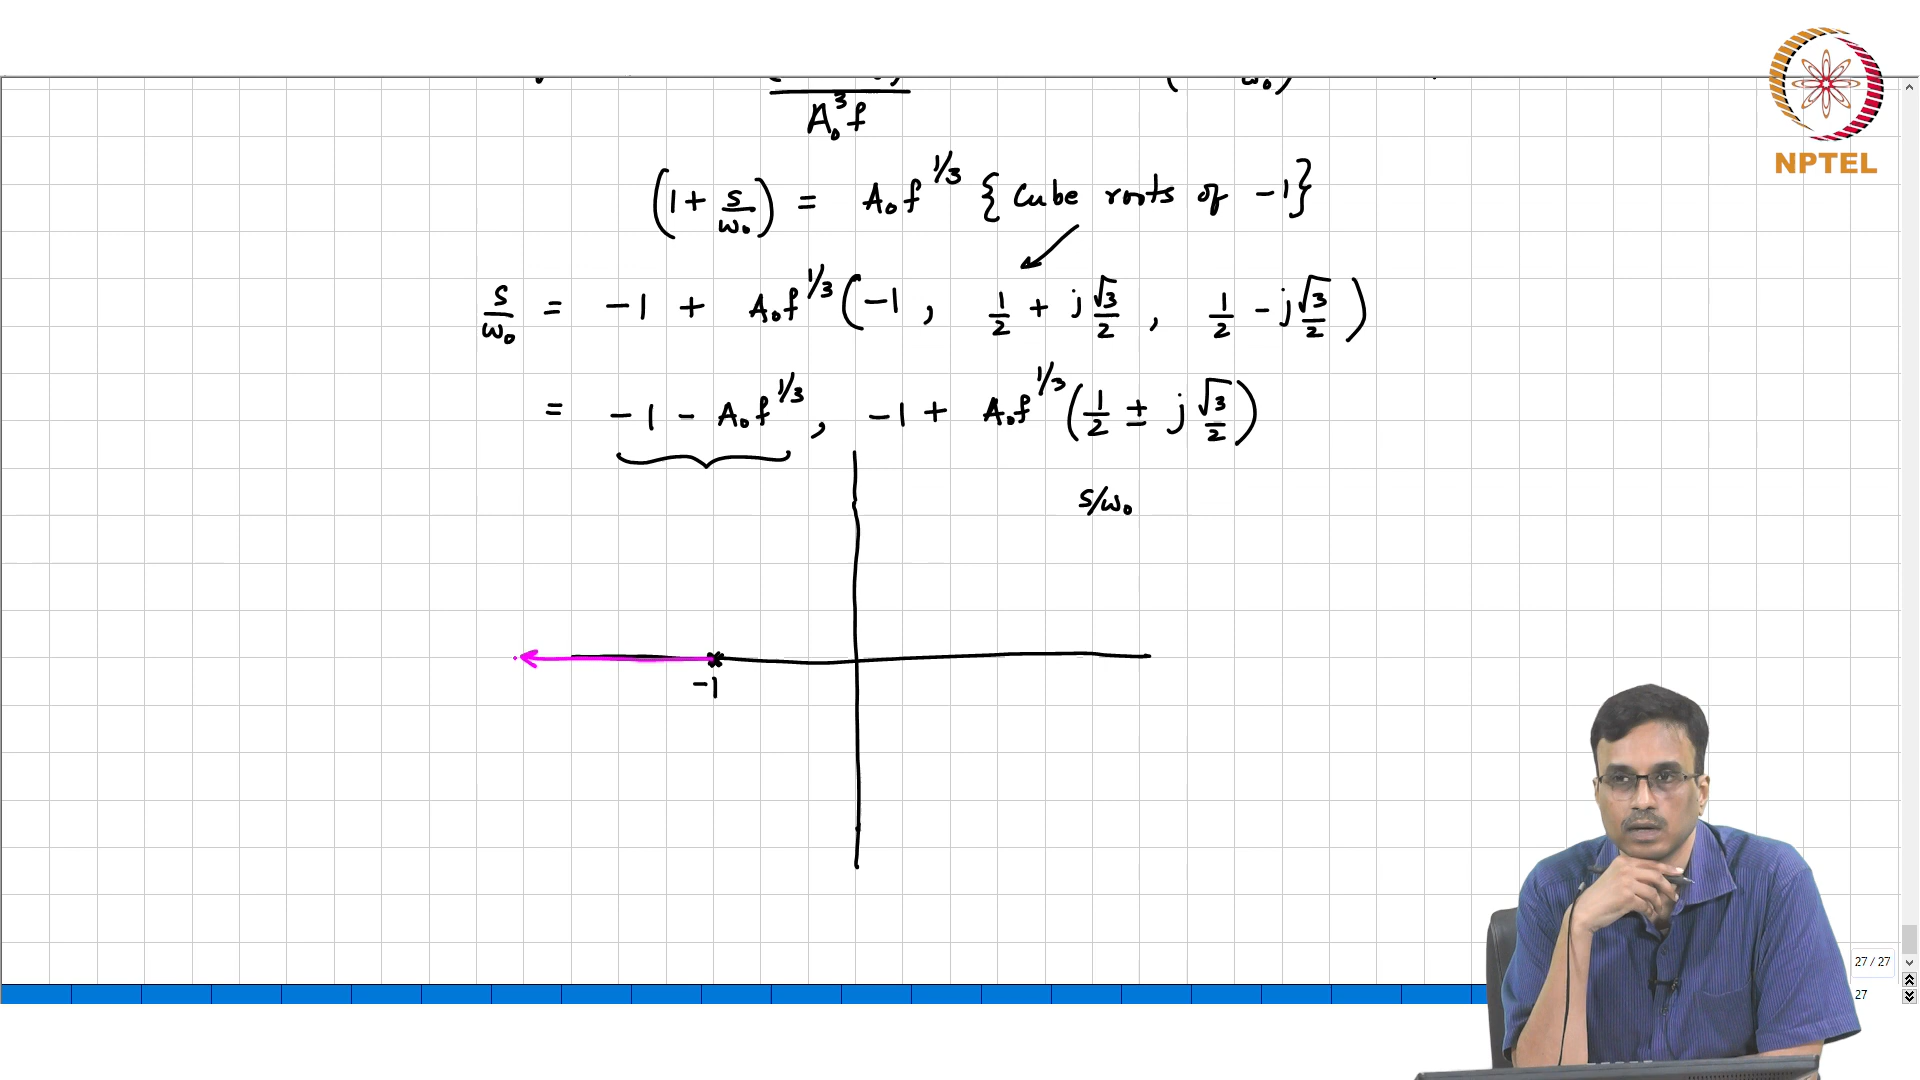 A₀³f
ω₀)
NPTEL
(1 + s/ω₀) = A₀f^1/3 {Cube roots of -1}
s/ω₀ = -1 + A₀f^1/3 (-1, 1/2 + j√3/2, 1/2 - j√3/2)
= -1 - A₀f^1/3, -1 + A₀f^1/3 (1/2 ± j√3/2)
s/ω₀
-1
27 / 27
27